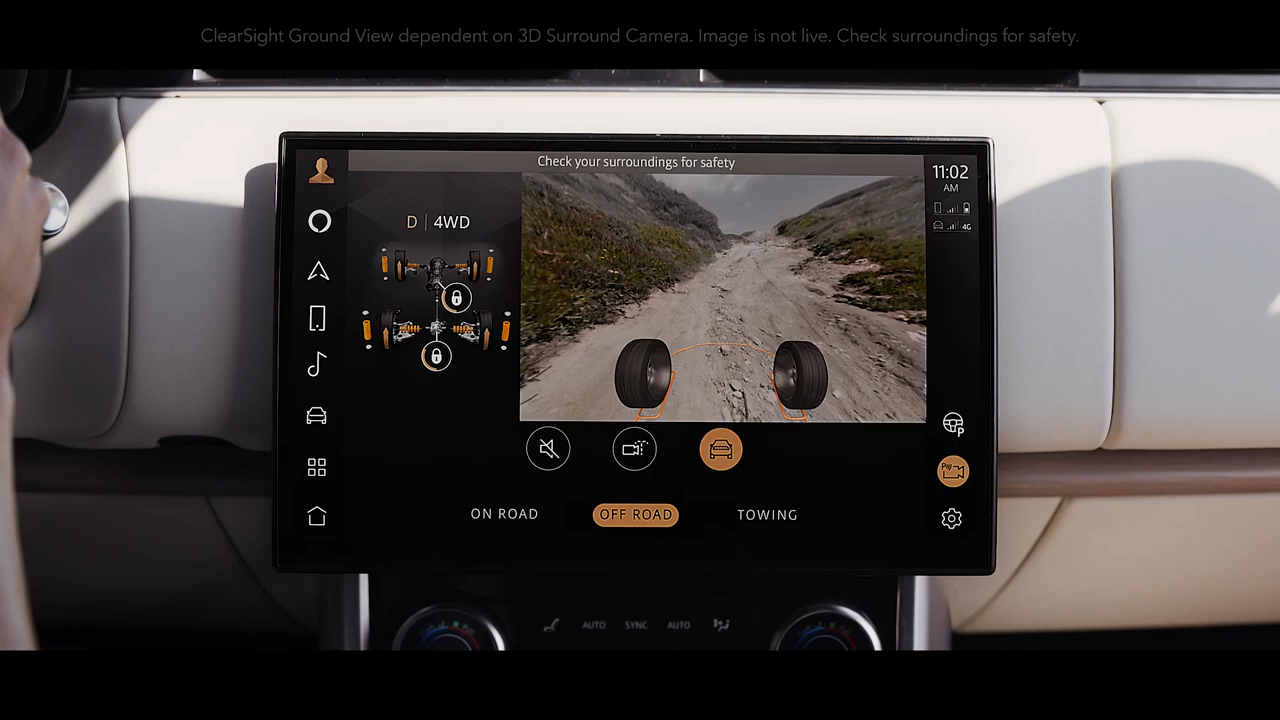 ClearSight Ground View dependent on 3D Surround Camera. Image is not live. Check surroundings for safety.
Check your surroundings for safety
11:02
AM
4G
D | 4WD
P
P
ON ROAD
OFF ROAD
TOWING
AUTO
SYNC
AUTO